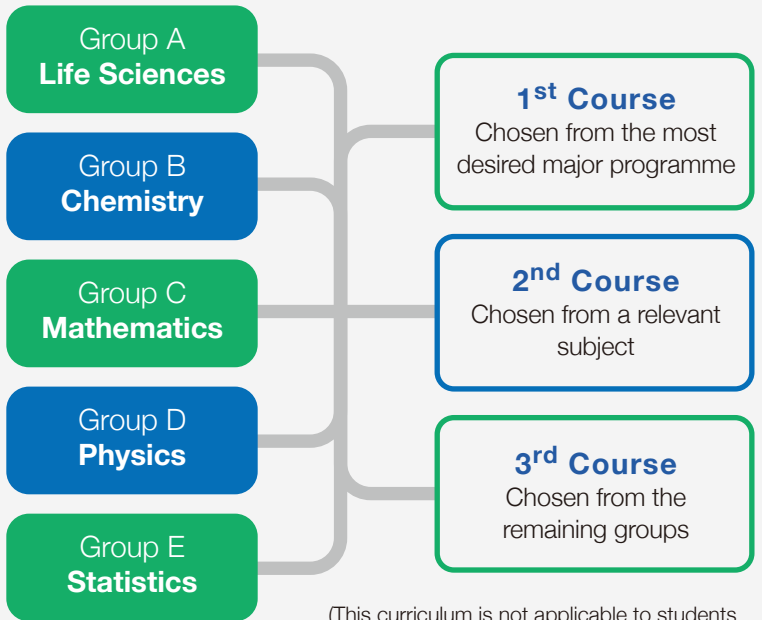 Group A
Life Sciences
Group B
Chemistry
Group C
Mathematics
Group D
Physics
Group E
Statistics
1st Course
Chosen from the most
desired major programme
2nd Course
Chosen from a relevant
subject
3rd Course
Chosen from the
remaining groups
(This curriculum is not applicable to students